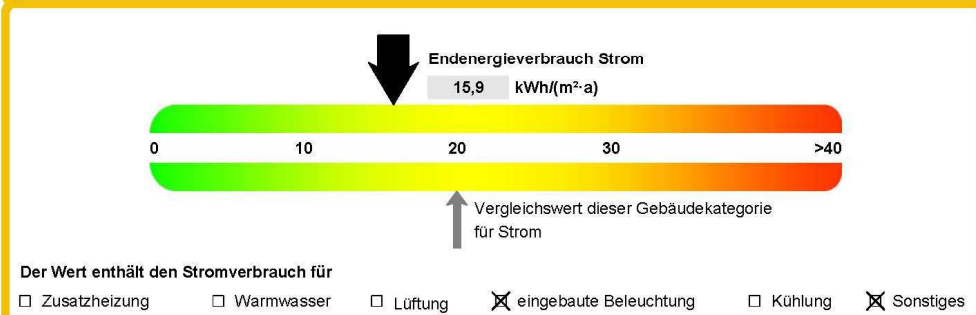 Endenergieverbrauch Strom
15,9 kWh/(m²·a)
0 10 20 30 >40
Vergleichswert dieser Gebäudekategorie
für Strom
Der Wert enthält den Stromverbrauch für
☐ Zusatzheizung ☐ Warmwasser ☐ Lüftung ☒ eingebaute Beleuchtung ☐ Kühlung ☒ Sonstiges